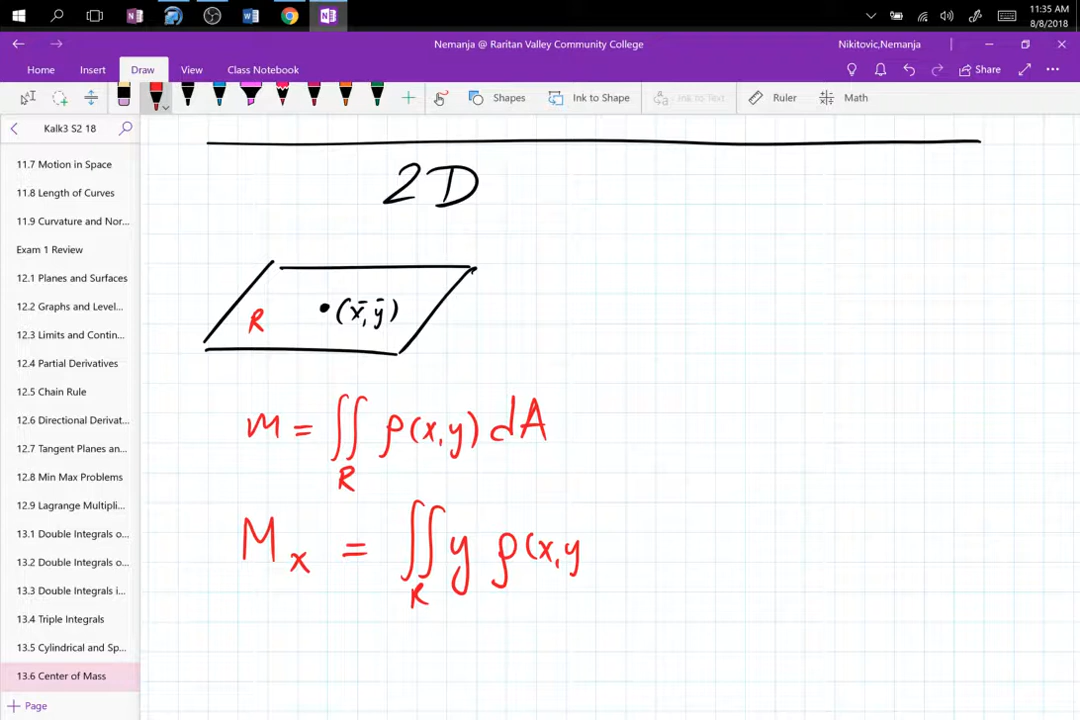 11:35 AM
8/8/2018
Nemanja @ Raritan Valley Community College
Nikitovic,Nemanja
Home Insert Draw View Class Notebook
Share
Shapes Ink to Shape Ink to Text Ruler Math
Kalk3 S2 18
11.7 Motion in Space
11.8 Length of Curves
11.9 Curvature and Nor...
Exam 1 Review
12.1 Planes and Surfaces
12.2 Graphs and Level...
12.3 Limits and Contin...
12.4 Partial Derivatives
12.5 Chain Rule
12.6 Directional Derivat...
12.7 Tangent Planes an...
12.8 Min Max Problems
12.9 Lagrange Multipli...
13.1 Double Integrals o...
13.2 Double Integrals o...
13.3 Double Integrals i...
13.4 Triple Integrals
13.5 Cylindrical and Sp...
13.6 Center of Mass
+ Page
2D
R (x̄, ȳ)
m = ∬_R ρ(x,y) dA
M_x = ∬_R y ρ(x,y